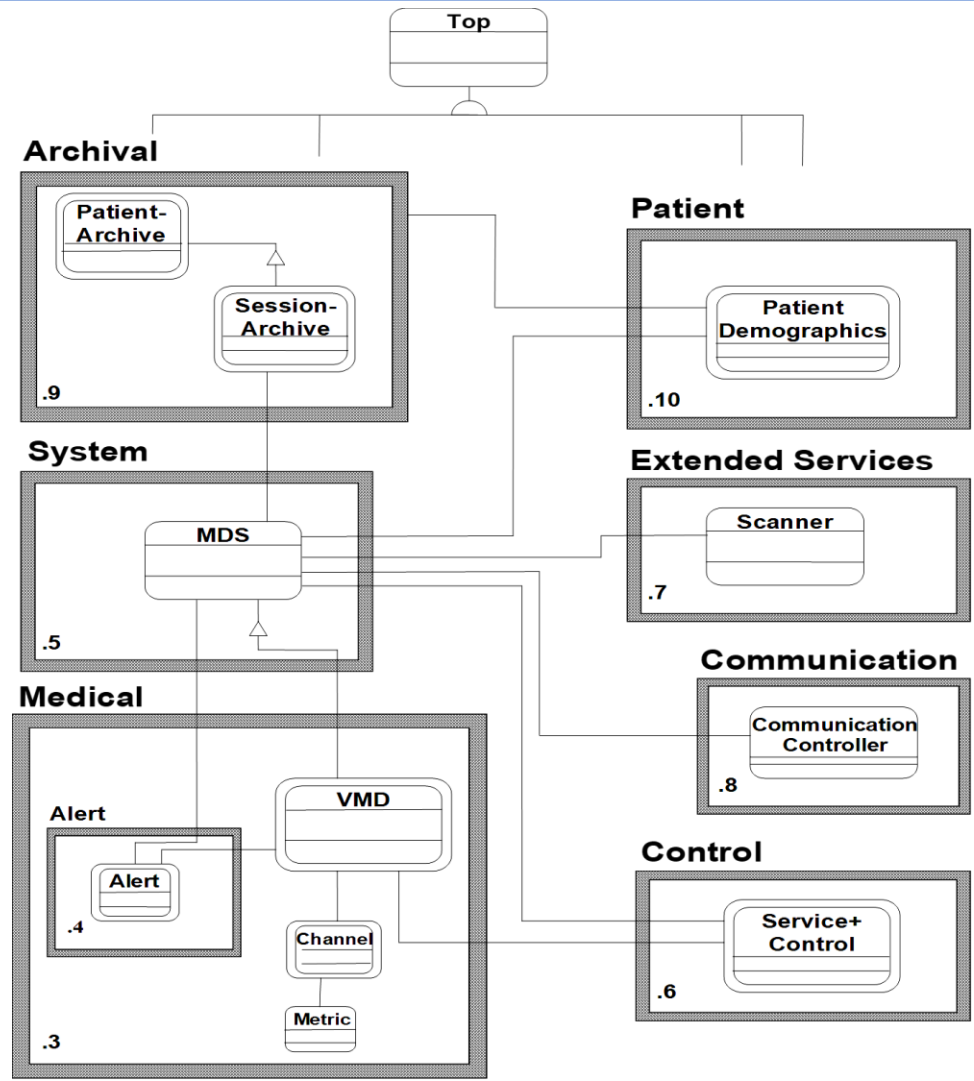 Top
Archival
Patient-
Archive
Session-
Archive
.9
Patient
Patient
Demographics
.10
System
MDS
.5
Extended Services
Scanner
.7
Medical
VMD
Alert
Alert
.4
Channel
Metric
.3
Communication
Communication
Controller
.8
Control
Service+
Control
.6